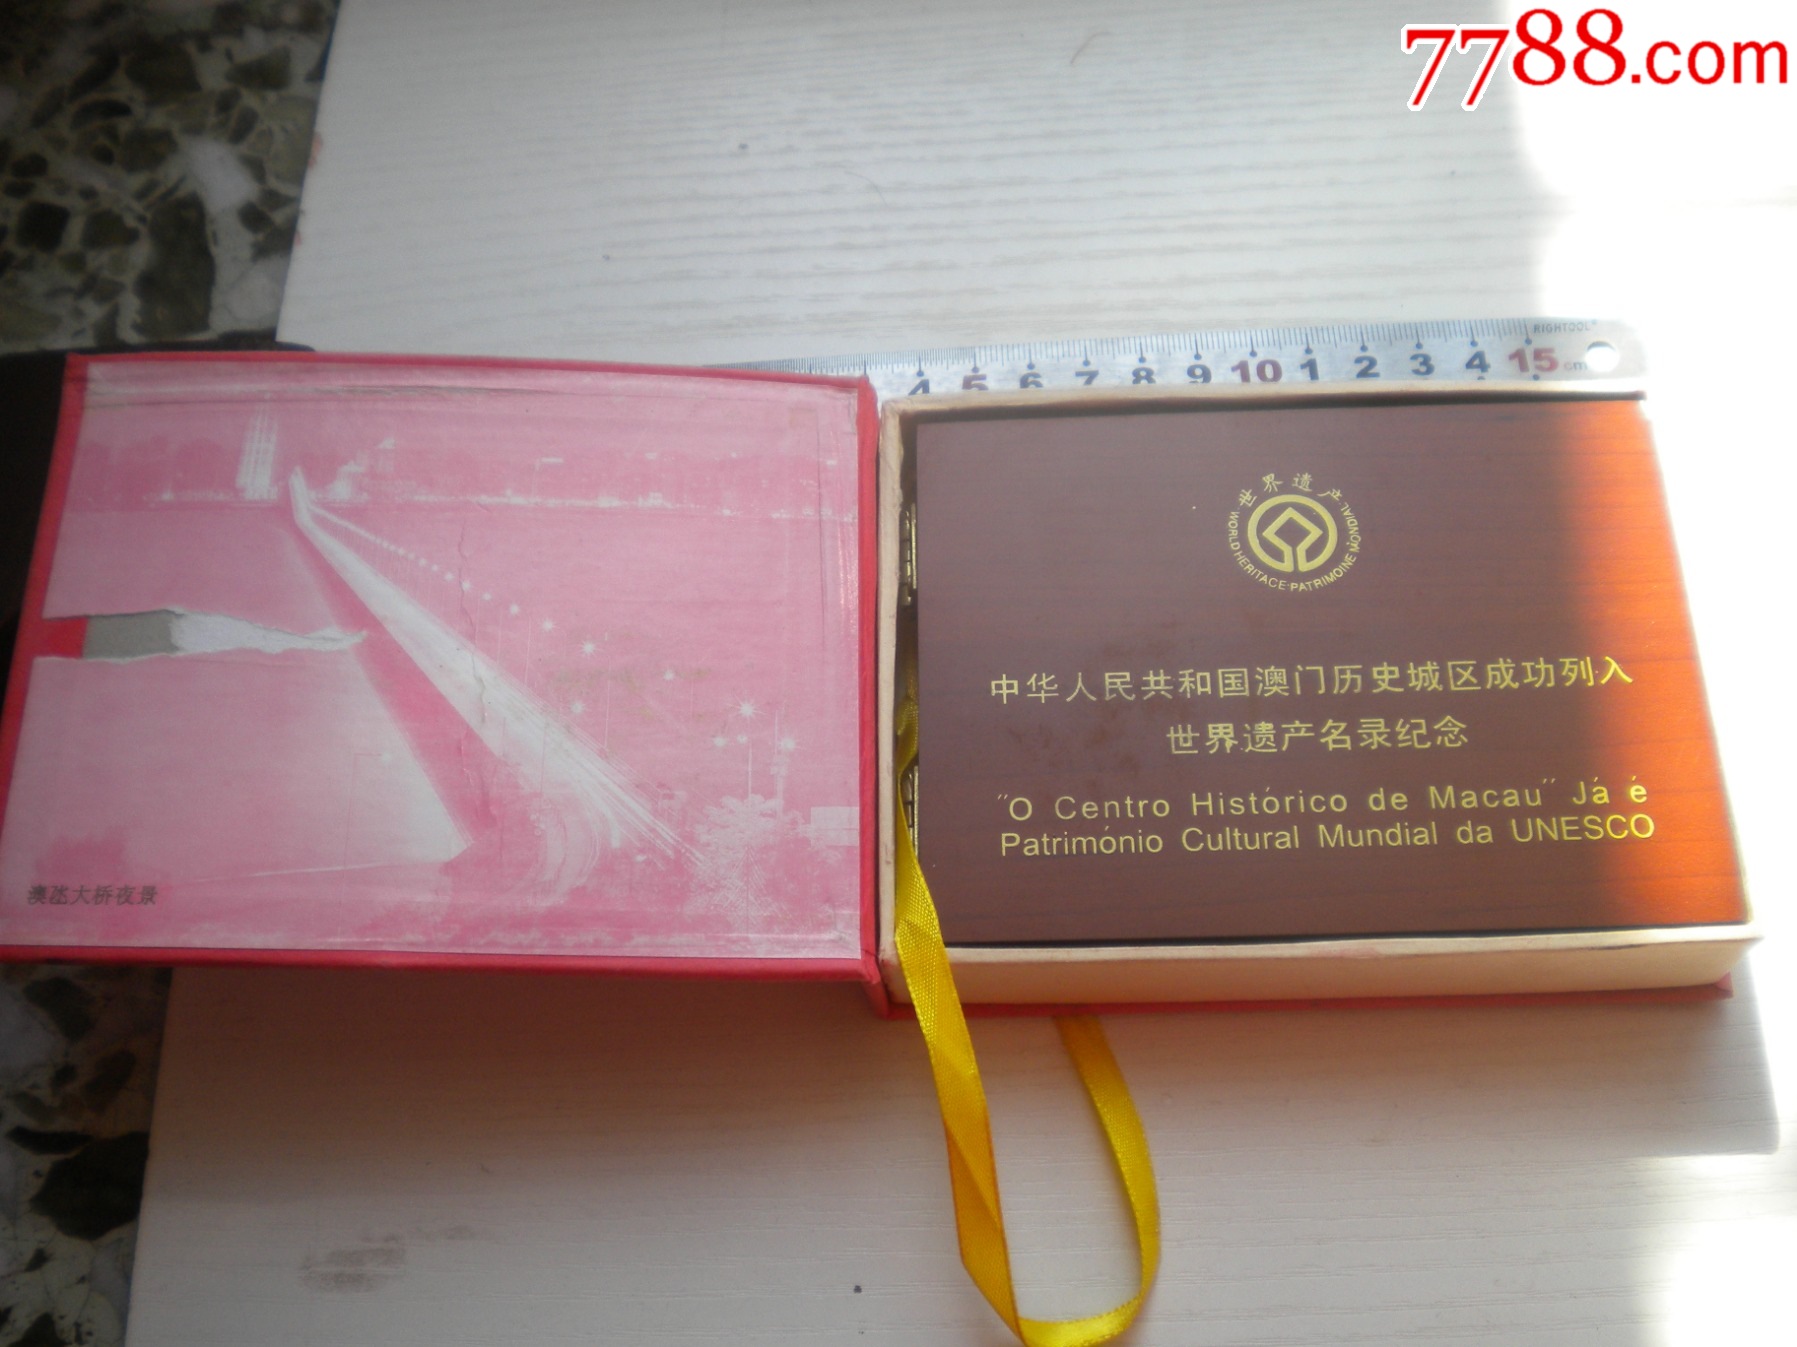 7788.com
RIGHTOOL
4 5 6 7 8 9 10 1 2 3 4 15 cm
世界遗产
WORLD HERITAGE · PATRIMOINE MONDIAL
中华人民共和国澳门历史城区成功列入
世界遗产名录纪念
"O Centro Histórico de Macau" Já é
Património Cultural Mundial da UNESCO
澳氹大桥夜景